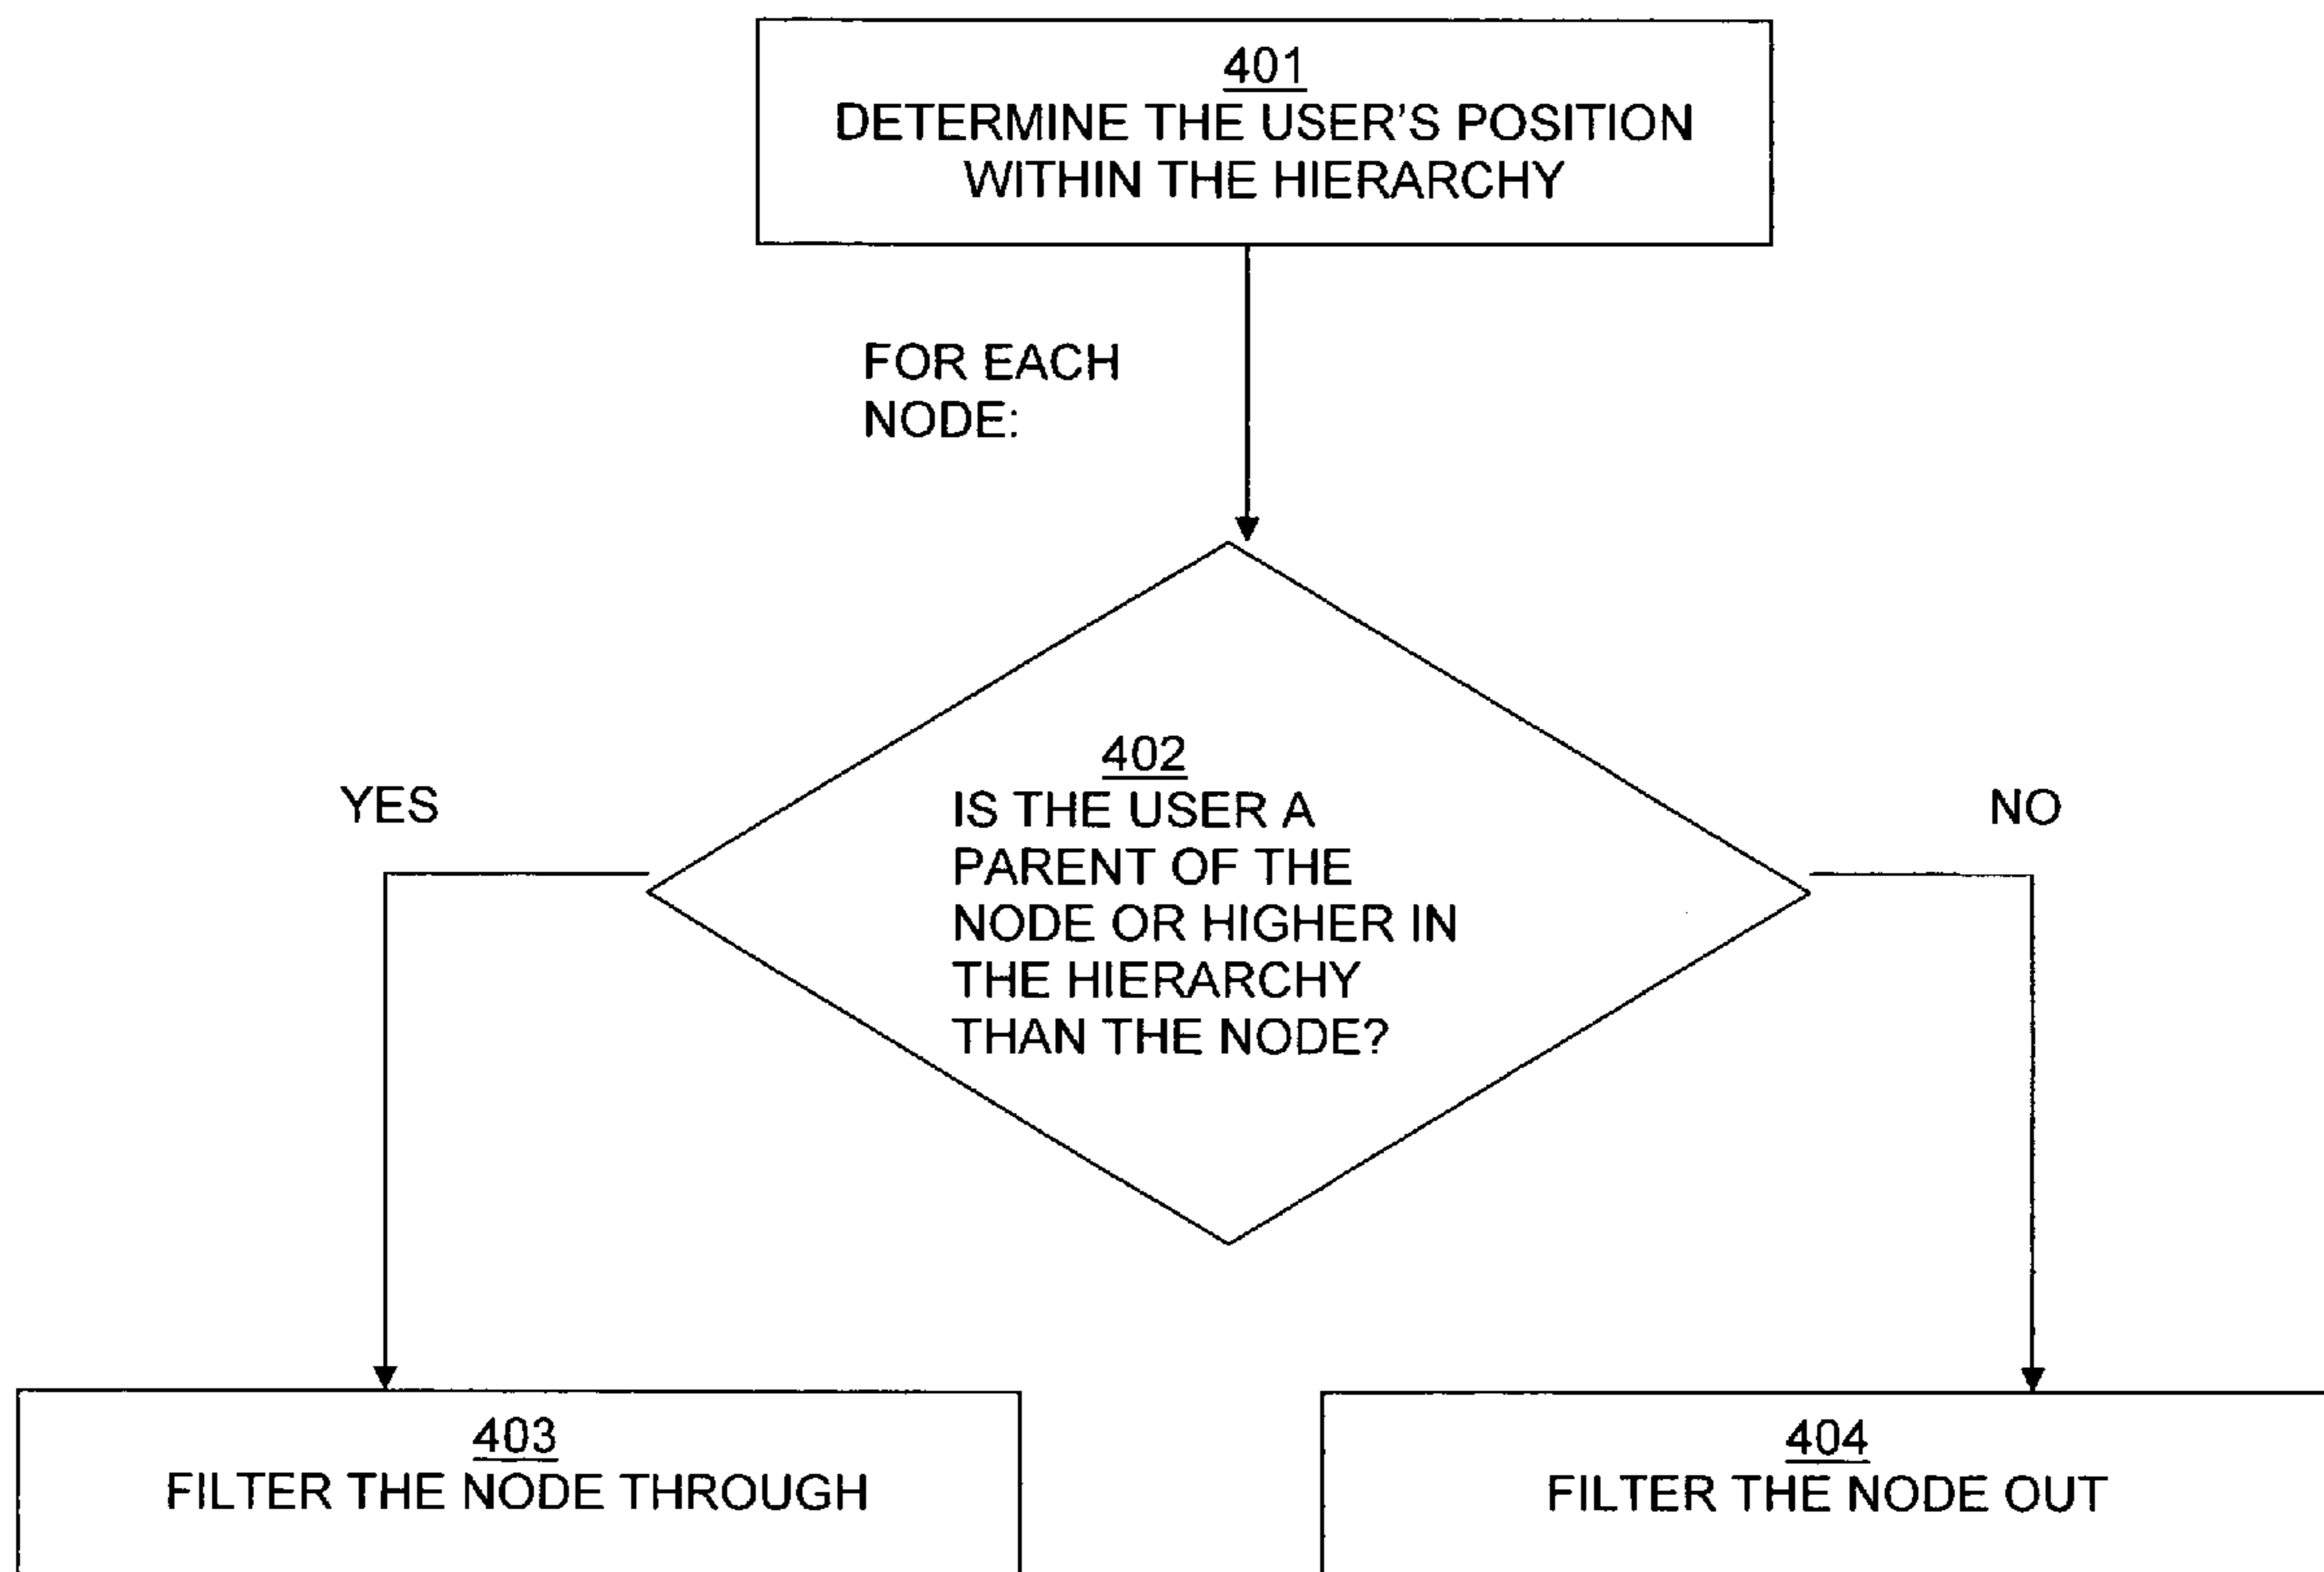 401
DETERMINE THE USER'S POSITION
WITHIN THE HIERARCHY
FOR EACH
NODE:
402
IS THE USER A
PARENT OF THE
NODE OR HIGHER IN
THE HIERARCHY
THAN THE NODE?
YES
NO
403
FILTER THE NODE THROUGH
404
FILTER THE NODE OUT